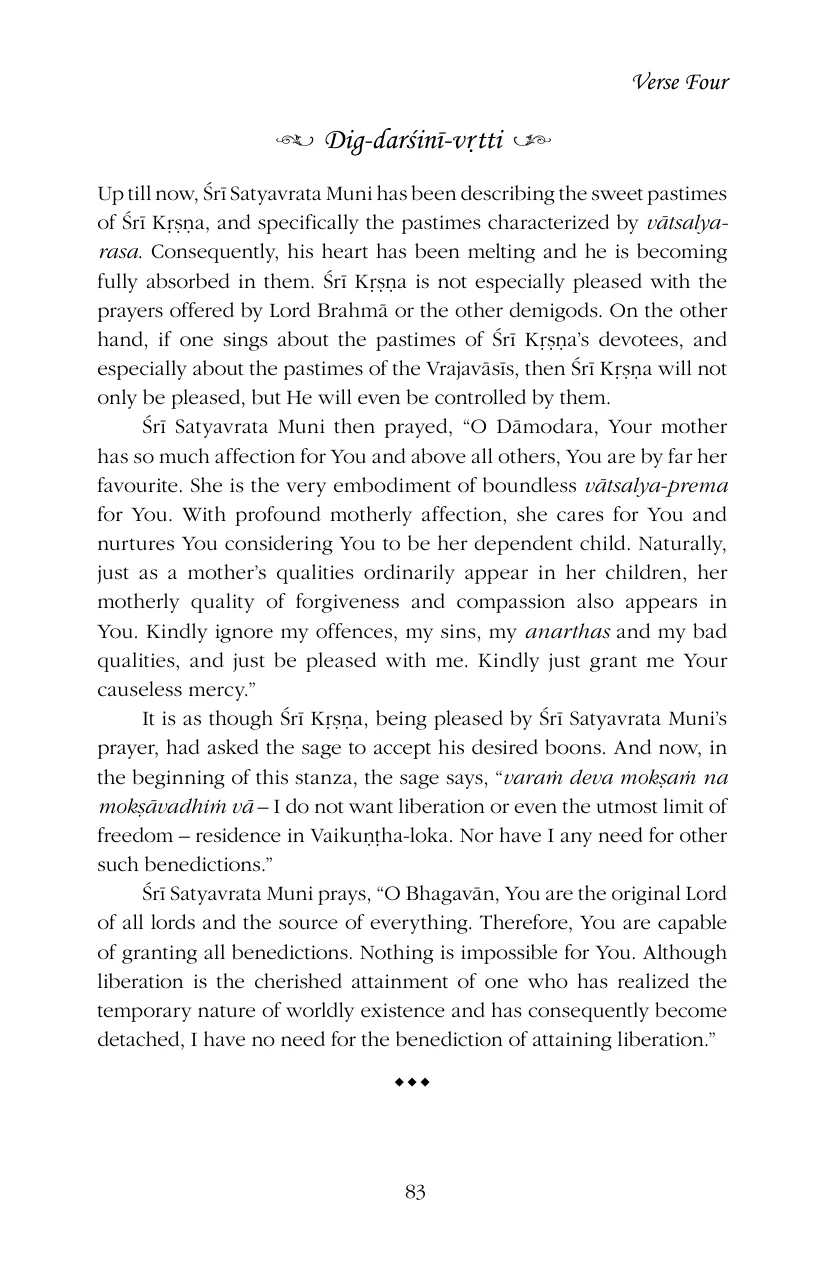 Verse Four
Dig-darśinī-vṛtti
Up till now, Śrī Satyavrata Muni has been describing the sweet pastimes
of Śrī Kṛṣṇa, and specifically the pastimes characterized by vātsalya-
rasa. Consequently, his heart has been melting and he is becoming
fully absorbed in them. Śrī Kṛṣṇa is not especially pleased with the
prayers offered by Lord Brahmā or the other demigods. On the other
hand, if one sings about the pastimes of Śrī Kṛṣṇa’s devotees, and
especially about the pastimes of the Vrajavāsīs, then Śrī Kṛṣṇa will not
only be pleased, but He will even be controlled by them.
Śrī Satyavrata Muni then prayed, “O Dāmodara, Your mother
has so much affection for You and above all others, You are by far her
favourite. She is the very embodiment of boundless vātsalya-prema
for You. With profound motherly affection, she cares for You and
nurtures You considering You to be her dependent child. Naturally,
just as a mother’s qualities ordinarily appear in her children, her
motherly quality of forgiveness and compassion also appears in
You. Kindly ignore my offences, my sins, my anarthas and my bad
qualities, and just be pleased with me. Kindly just grant me Your
causeless mercy.”
It is as though Śrī Kṛṣṇa, being pleased by Śrī Satyavrata Muni’s
prayer, had asked the sage to accept his desired boons. And now, in
the beginning of this stanza, the sage says, “varaṁ deva mokṣaṁ na
mokṣāvadhiṁ vā – I do not want liberation or even the utmost limit of
freedom – residence in Vaikuṇṭha-loka. Nor have I any need for other
such benedictions.”
Śrī Satyavrata Muni prays, “O Bhagavān, You are the original Lord
of all lords and the source of everything. Therefore, You are capable
of granting all benedictions. Nothing is impossible for You. Although
liberation is the cherished attainment of one who has realized the
temporary nature of worldly existence and has consequently become
detached, I have no need for the benediction of attaining liberation.”
83